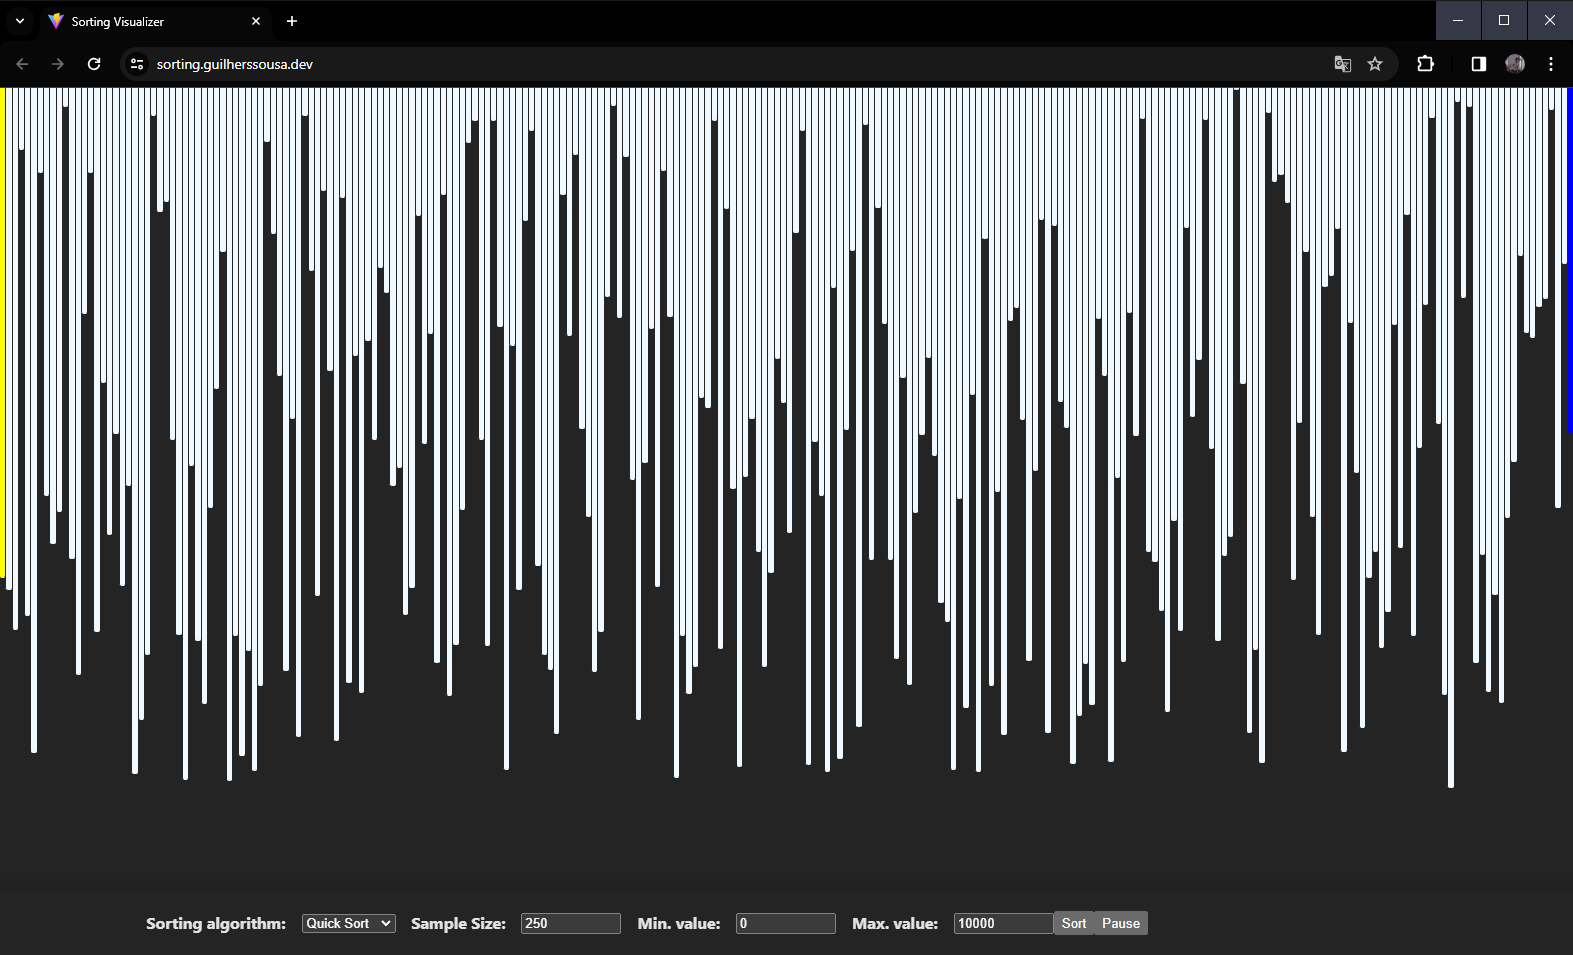 Sorting Visualizer
sorting.guilherssousa.dev
Sorting algorithm: Quick Sort Sample Size: 250 Min. value: 0 Max. value: 10000 Sort Pause